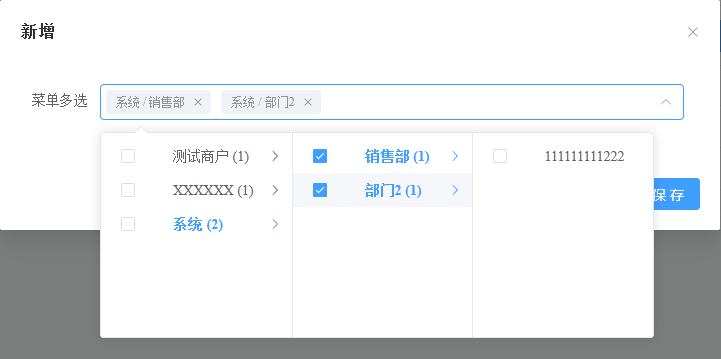 新增
菜单多选
系统 / 销售部
系统 / 部门2
测试商户 (1)
XXXXXX (1)
系统 (2)
销售部 (1)
部门2 (1)
111111111222
保 存